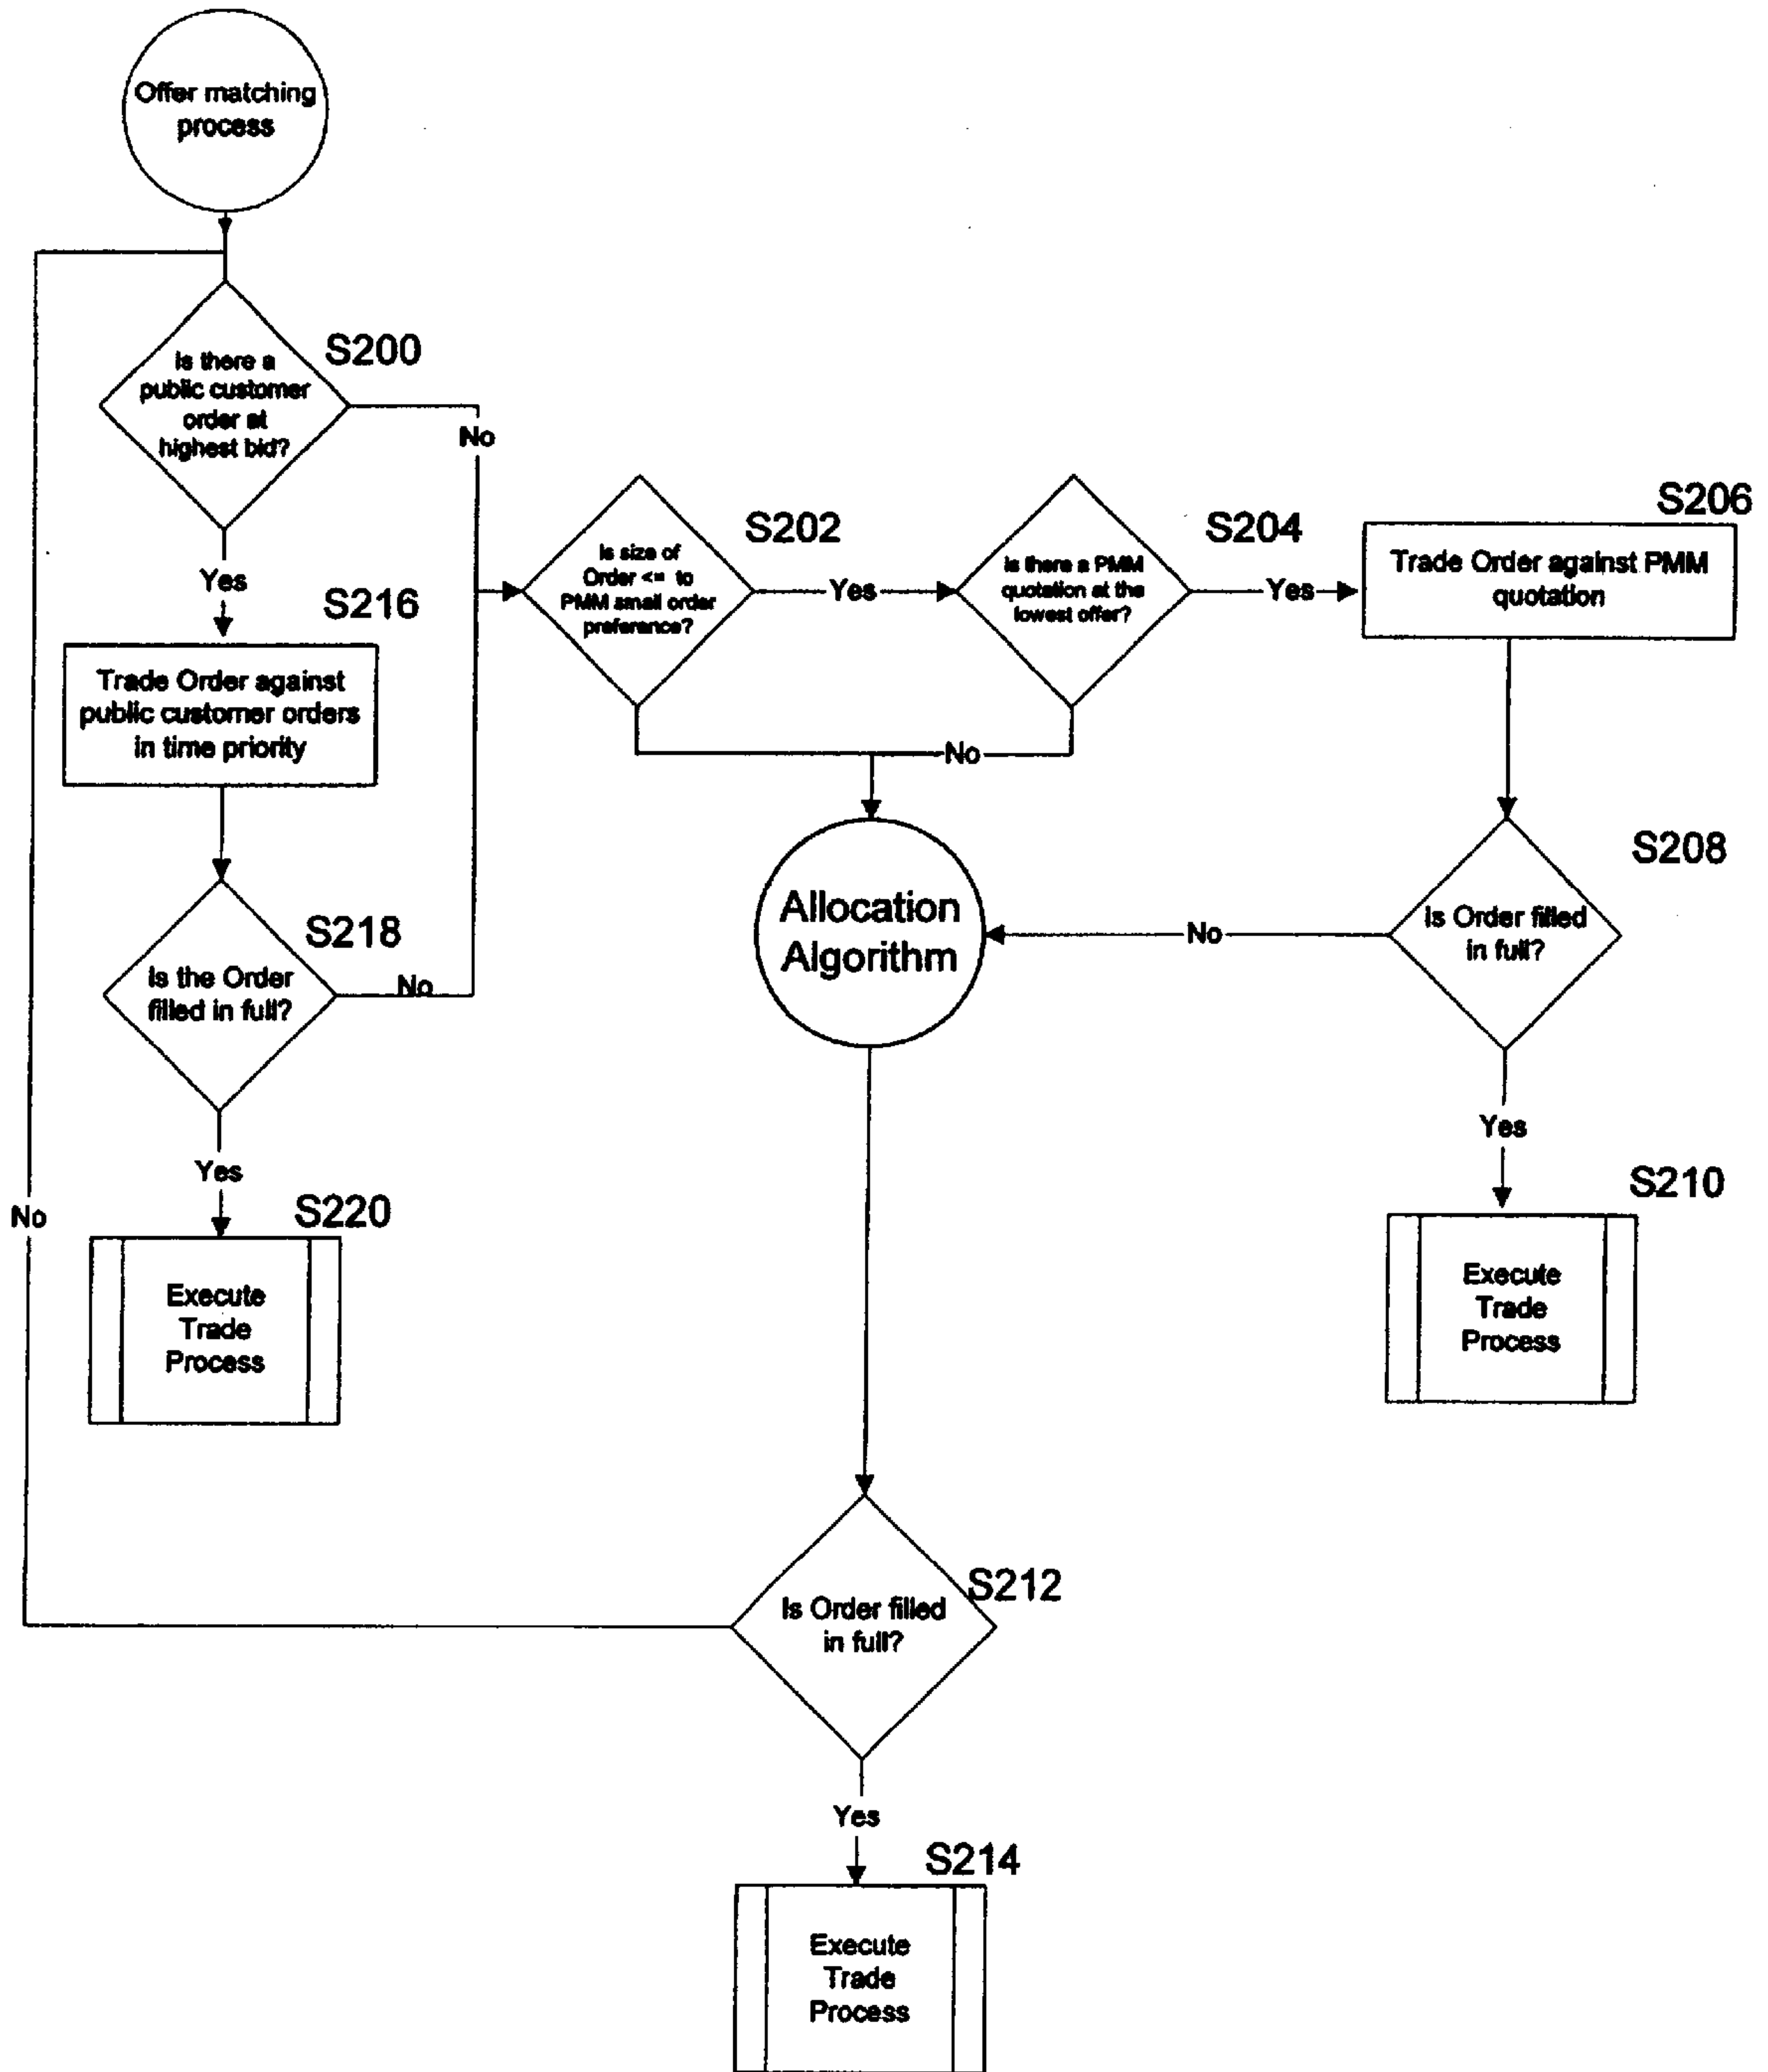 Offer matching
process
Is there a
public customer
order at
highest bid?
S200
No
Yes
S216
Trade Order against
public customer orders
in time priority
S218
Is the Order
filled in full?
No
Yes
S220
Execute
Trade
Process
No
Is size of
Order <= to
PMM small order
preference?
S202
Yes
Is there a PMM
quotation at the
lowest offer?
S204
Yes
S206
Trade Order against PMM
quotation
No
Allocation
Algorithm
No
S208
Is Order filled
in full?
Yes
S210
Execute
Trade
Process
S212
Is Order filled
in full?
Yes
S214
Execute
Trade
Process